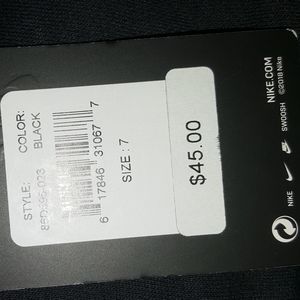 STYLE:
COLOR:
BLACK
6 17846 31067 7
SIZE : 7
$45.00
NIKE.COM
©2018 Nike
NIKE
SWOOSH